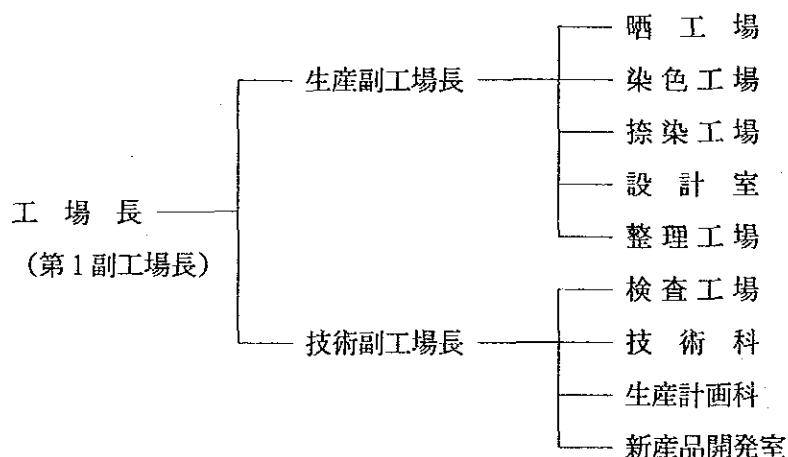 晒工場
生産副工場長
染色工場
捺染工場
設計室
工場長
整理工場
（第1副工場長）
検査工場
技術副工場長
技術科
生産計画科
新産品開発室